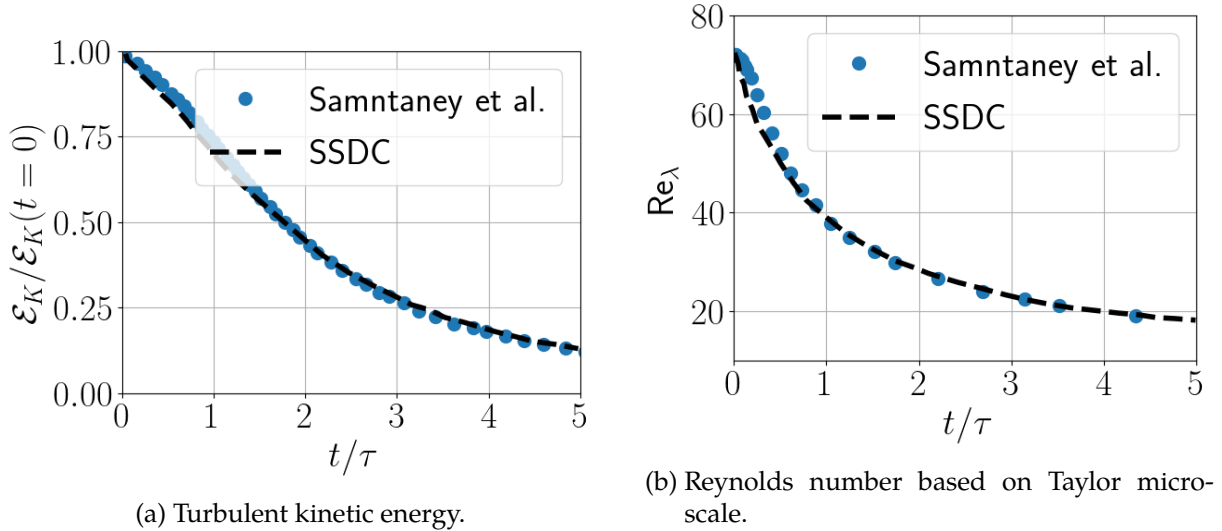 1.00
0.75
0.50
0.25
0.00
ℰ_K/ℰ_K(t = 0)
Samntaney et al.
SSDC
0 1 2 3 4 5
t/τ
(a) Turbulent kinetic energy.
80
60
40
20
Re_λ
Samntaney et al.
SSDC
0 1 2 3 4 5
t/τ
(b) Reynolds number based on Taylor micro-
scale.